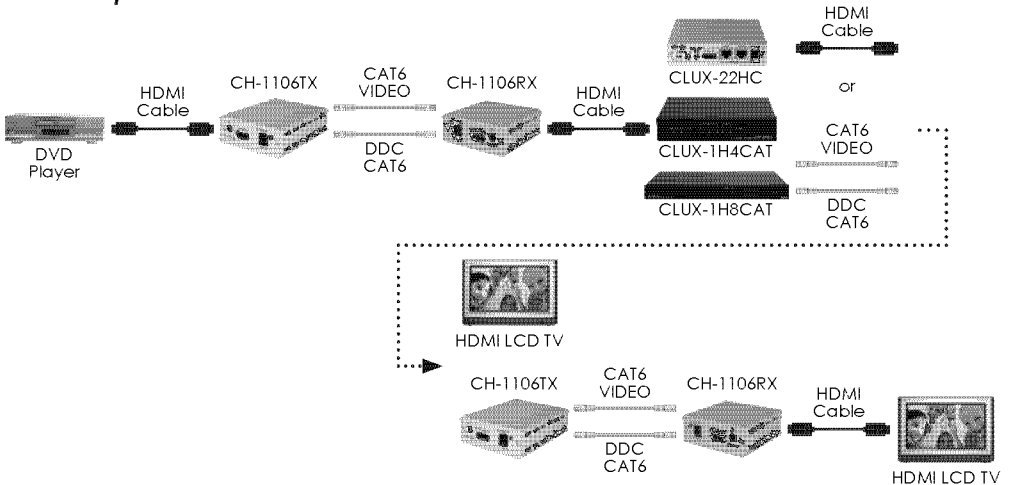 HDMI
Cable
DVD
Player
CH-1106TX
CAT6
VIDEO
DDC
CAT6
CH-1106RX
HDMI
Cable
CLUX-22HC
HDMI
Cable
or
CLUX-1H4CAT
CLUX-1H8CAT
CAT6
VIDEO
DDC
CAT6
HDMI LCD TV
CH-1106TX
CAT6
VIDEO
DDC
CAT6
CH-1106RX
HDMI
Cable
HDMI LCD TV